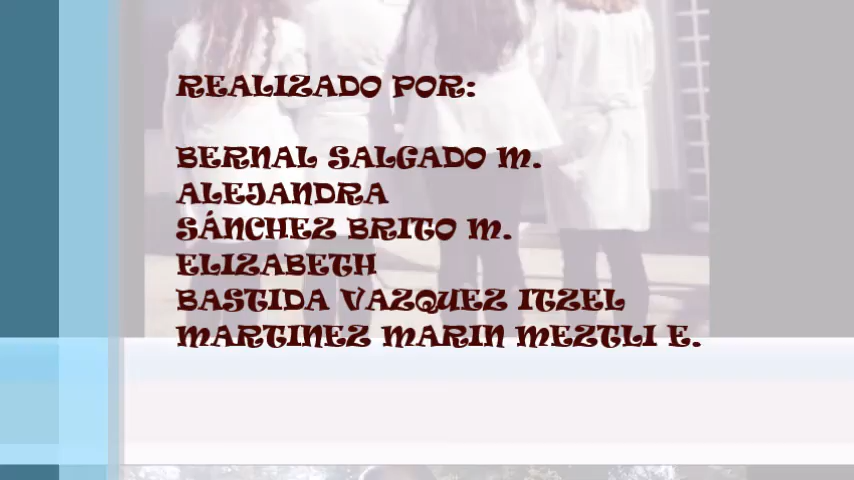 REALIZADO POR:
BERNAL SALGADO M.
ALEJANDRA
SÁNCHEZ BRITO M.
ELIZABETH
BASTIDA VAZQUEZ ITZEL
MARTINEZ MARIN MEZTLI E.